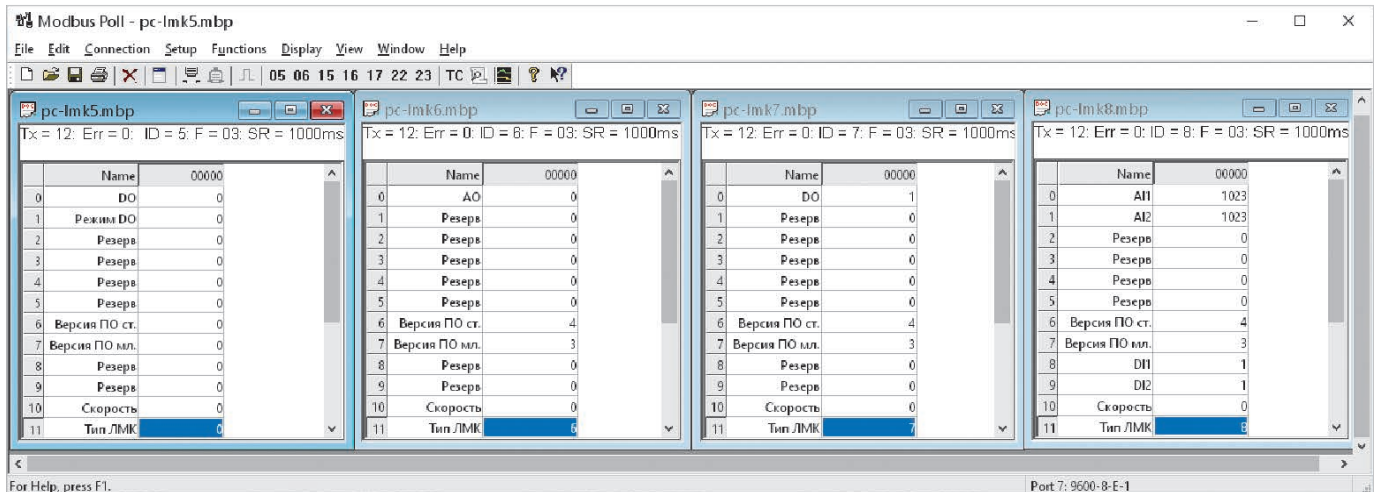 Modbus Poll - pc-lmk5.mbp
File Edit Connection Setup Functions Display View Window Help
05 06 15 16 17 22 23 TC
pc-lmk5.mbp
Tx = 12: Err = 0: ID = 5: F = 03: SR = 1000ms
Name 00000
0 DO 0
1 Режим DO 0
2 Резерв 0
3 Резерв 0
4 Резерв 0
5 Резерв 0
6 Версия ПО ст. 0
7 Версия ПО мл. 0
8 Резерв 0
9 Резерв 0
10 Скорость 0
11 Тип ЛМК 0
pc-lmk6.mbp
Tx = 12: Err = 0: ID = 6: F = 03: SR = 1000ms
Name 00000
0 AO 0
1 Резерв 0
2 Резерв 0
3 Резерв 0
4 Резерв 0
5 Резерв 0
6 Версия ПО ст. 4
7 Версия ПО мл. 3
8 Резерв 0
9 Резерв 0
10 Скорость 0
11 Тип ЛМК 6
pc-lmk7.mbp
Tx = 12: Err = 0: ID = 7: F = 03: SR = 1000ms
Name 00000
0 DO 1
1 Резерв 0
2 Резерв 0
3 Резерв 0
4 Резерв 0
5 Резерв 0
6 Версия ПО ст. 4
7 Версия ПО мл. 3
8 Резерв 0
9 Резерв 0
10 Скорость 0
11 Тип ЛМК 7
pc-lmk8.mbp
Tx = 12: Err = 0: ID = 8: F = 03: SR = 1000ms
Name 00000
0 AI1 1023
1 AI2 1023
2 Резерв 0
3 Резерв 0
4 Резерв 0
5 Резерв 0
6 Версия ПО ст. 4
7 Версия ПО мл. 3
8 DI1 1
9 DI2 1
10 Скорость 0
11 Тип ЛМК 8
For Help, press F1.
Port 7: 9600-8-E-1